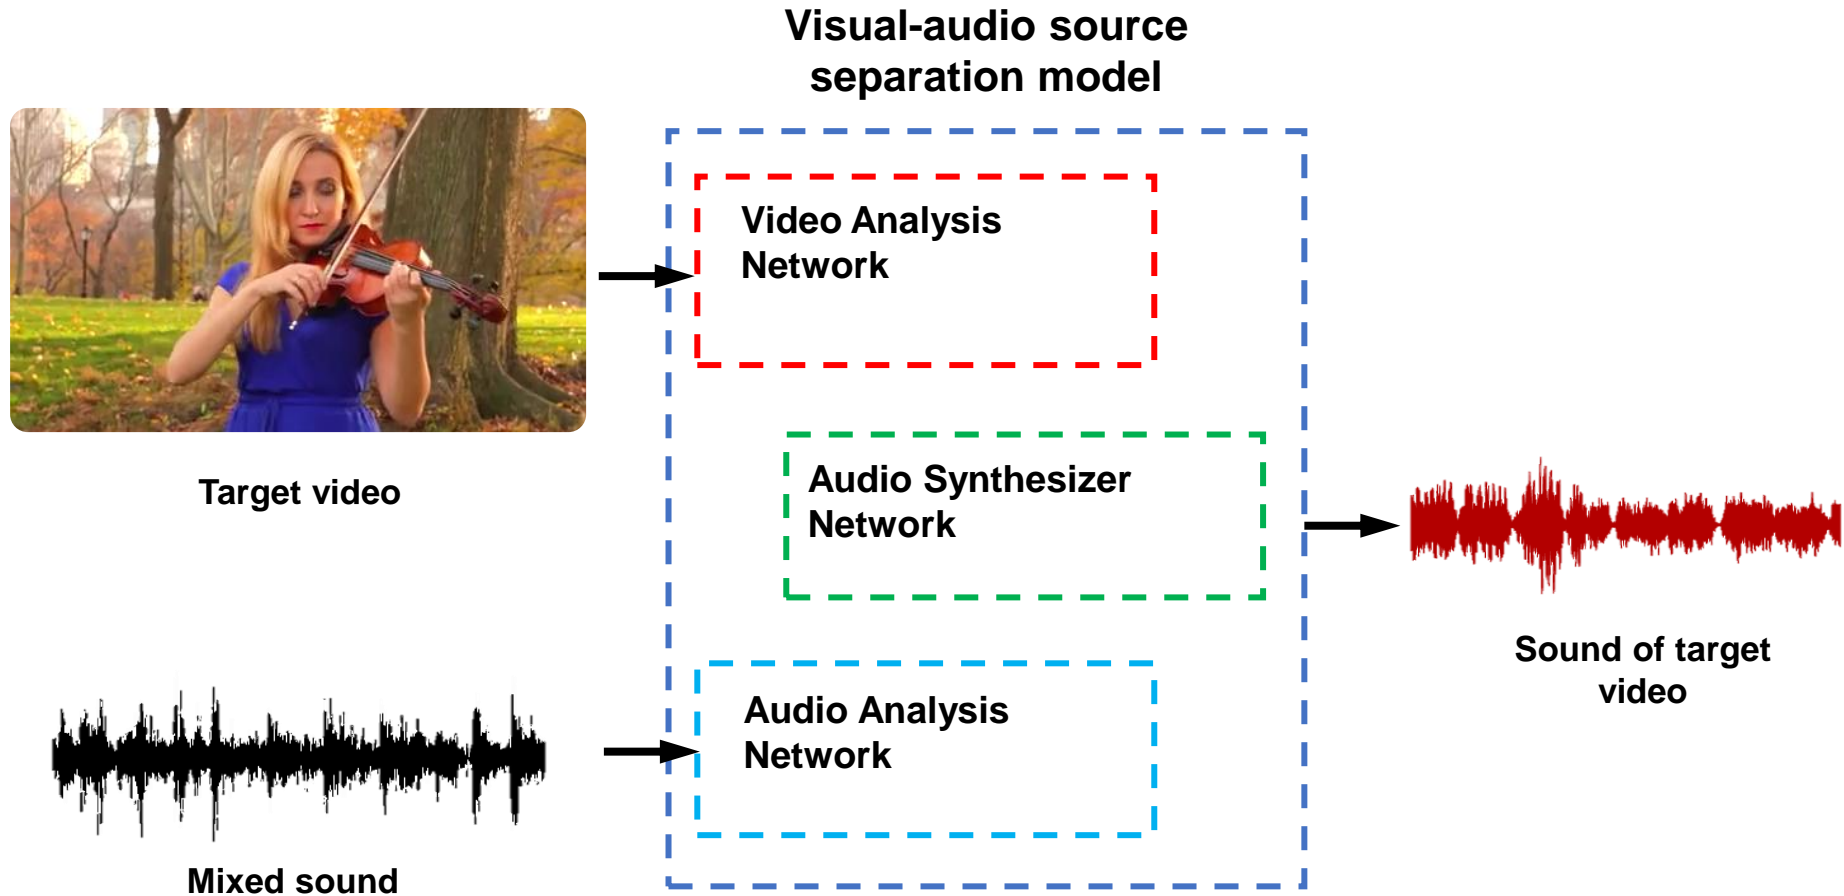 Visual-audio source
separation model
Video Analysis
Network
Target video
Audio Synthesizer
Network
Sound of target
video
Audio Analysis
Network
Mixed sound